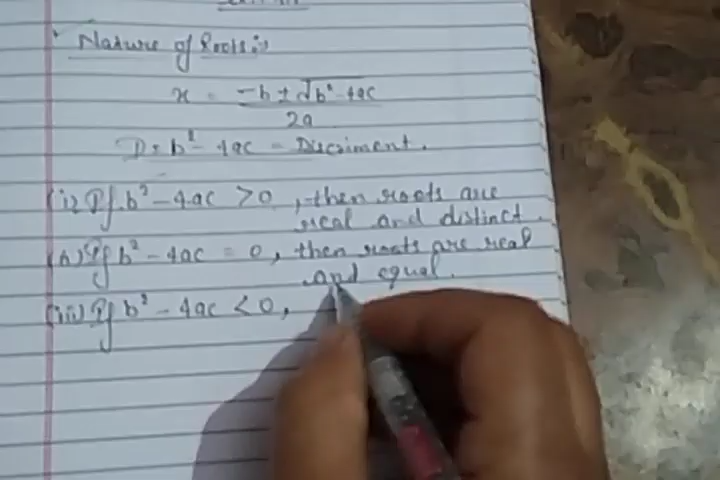 Nature of Roots :
x = -b ± √b² - 4ac
2a
D = b² - 4ac = Discriment.
(i) If b² - 4ac > 0, then roots are
real and distinct.
(ii) If b² - 4ac = 0, then roots are real
and equal.
(iii) If b² - 4ac < 0,